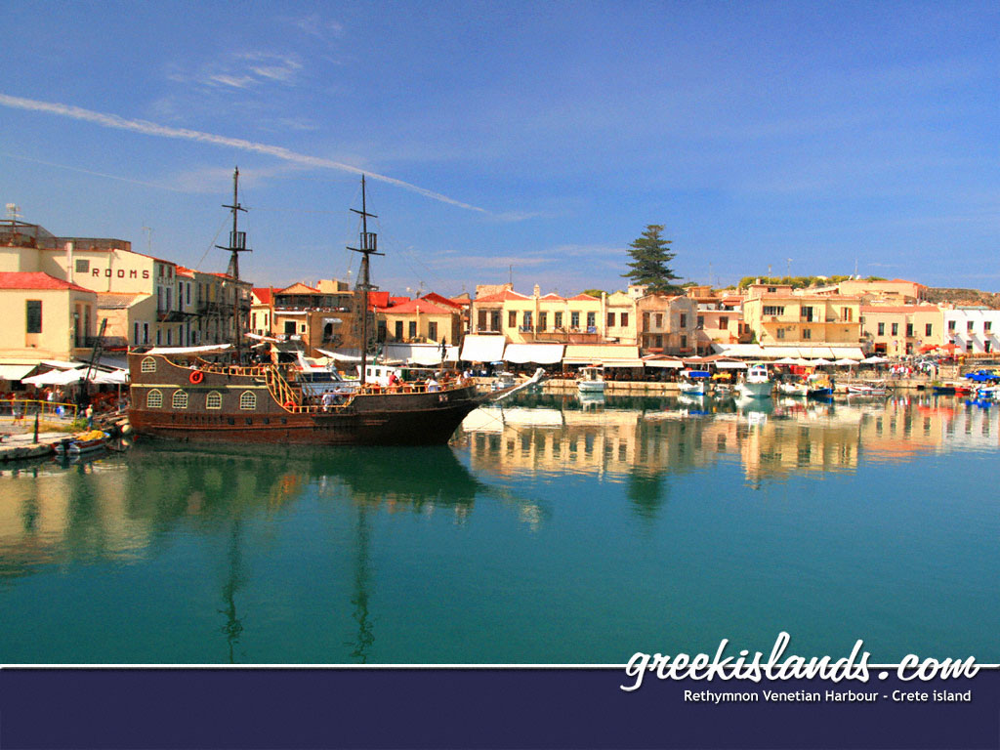 ROOMS
greekislands.com
Rethymnon Venetian Harbour - Crete island